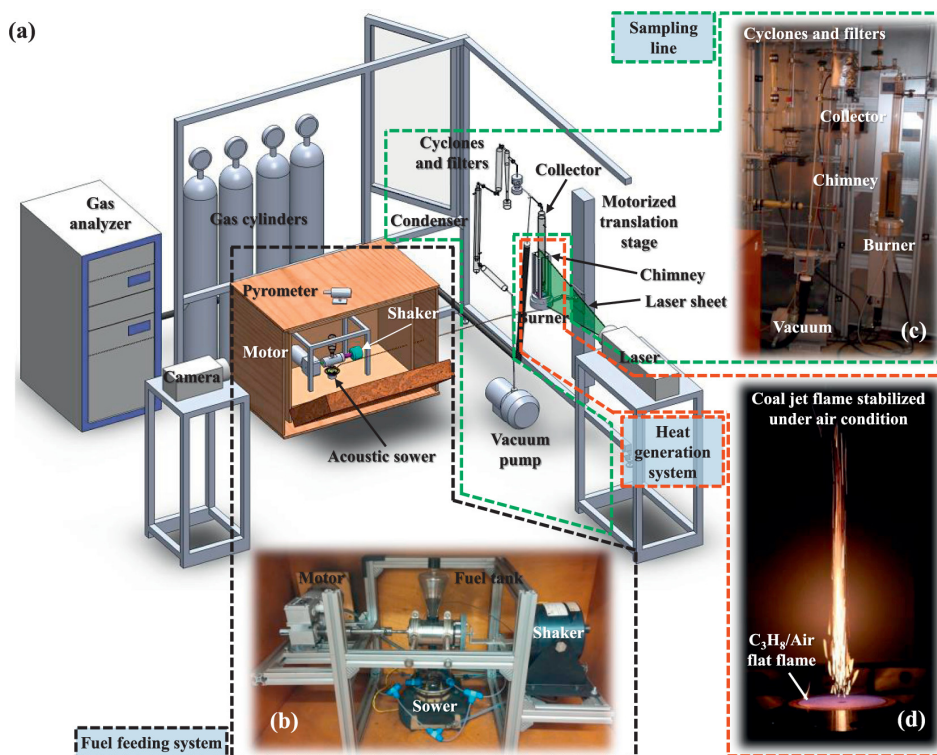 (a)
Sampling
line
Cyclones and filters
Collector
Chimney
Burner
Vacuum
(c)
Gas
analyzer
Gas cylinders
Cyclones
and filters
Collector
Condenser
Motorized
translation
stage
Chimney
Laser sheet
Burner
Pyrometer
Shaker
Motor
Camera
Laser
Acoustic sower
Vacuum
pump
Heat
generation
system
Coal jet flame stabilized
under air condition
C₃H₈/Air
flat flame
(d)
Motor
Fuel tank
Shaker
Sower
(b)
Fuel feeding system